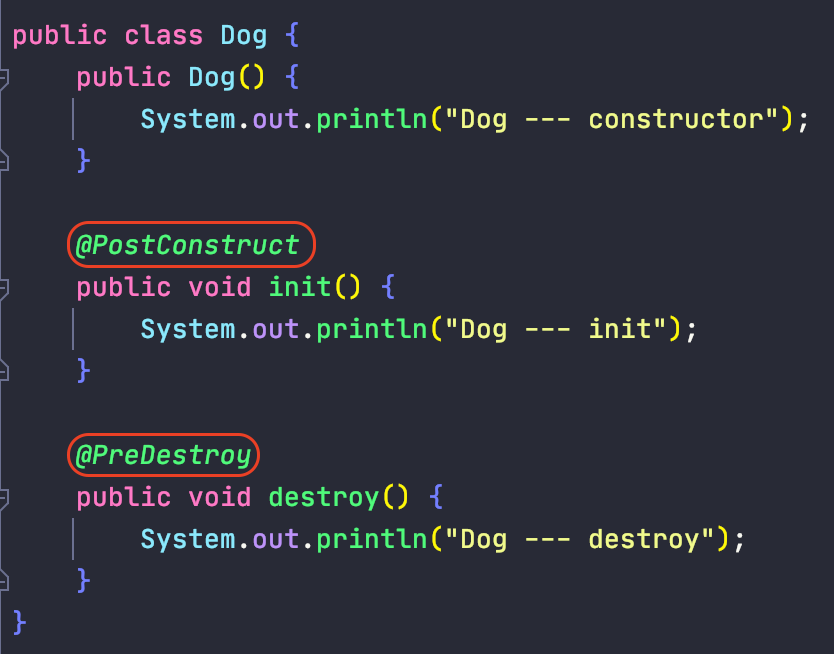 public class Dog {
    public Dog() {
        System.out.println("Dog --- constructor");
    }
    @PostConstruct
    public void init() {
        System.out.println("Dog --- init");
    }
    @PreDestroy
    public void destroy() {
        System.out.println("Dog --- destroy");
    }
}